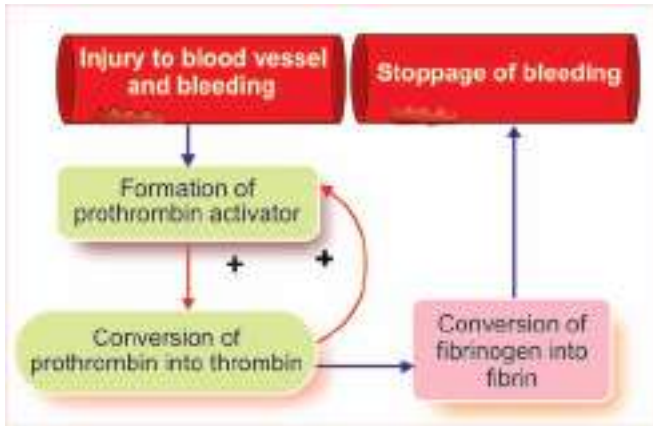 Injury to blood vessel
and bleeding
Stoppage of bleeding
Formation of
prothrombin activator
+
+
Conversion of
prothrombin into thrombin
Conversion of
fibrinogen into
fibrin